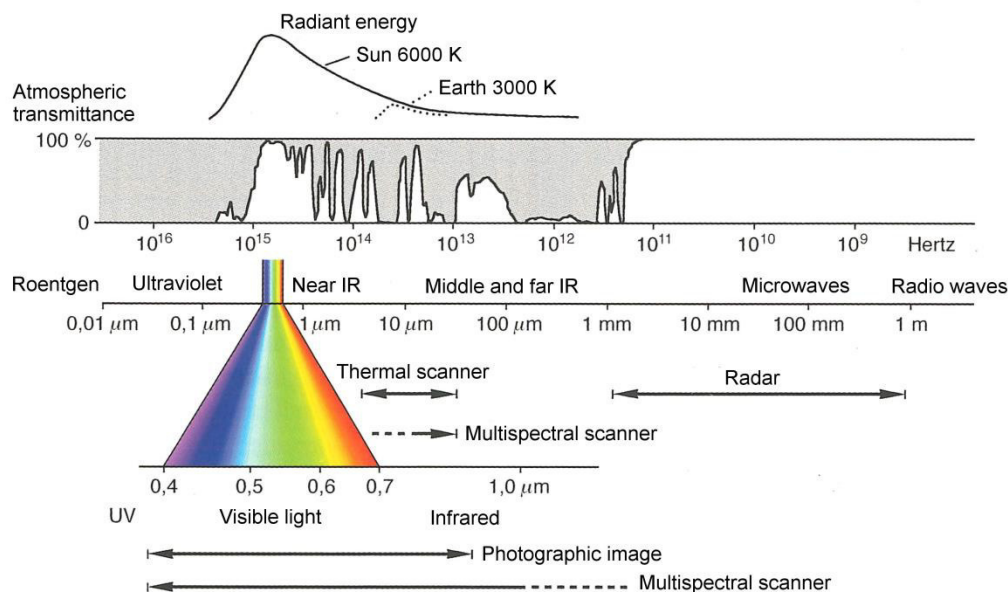 Radiant energy
Sun 6000 K
Earth 3000 K
Atmospheric
transmittance
100 %
0
10¹⁶ 10¹⁵ 10¹⁴ 10¹³ 10¹² 10¹¹ 10¹⁰ 10⁹ Hertz
Roentgen Ultraviolet Near IR Middle and far IR Microwaves Radio waves
0,01 µm 0,1 µm 1 µm 10 µm 100 µm 1 mm 10 mm 100 mm 1 m
Thermal scanner
Radar
Multispectral scanner
0,4 0,5 0,6 0,7 1,0 µm
UV Visible light Infrared
Photographic image
Multispectral scanner